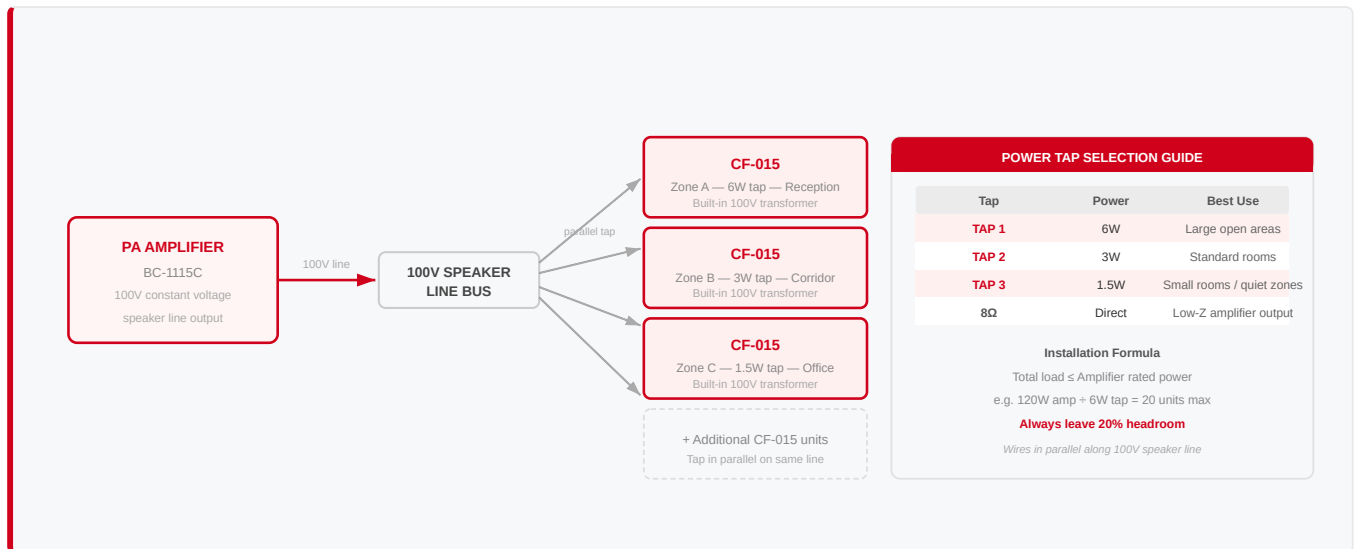 PA AMPLIFIER
BC-1115C
100V constant voltage
speaker line output
100V line
100V SPEAKER
LINE BUS
parallel tap
CF-015
Zone A — 6W tap — Reception
Built-in 100V transformer
CF-015
Zone B — 3W tap — Corridor
Built-in 100V transformer
CF-015
Zone C — 1.5W tap — Office
Built-in 100V transformer
+ Additional CF-015 units
Tap in parallel on same line
POWER TAP SELECTION GUIDE
Tap Power Best Use
TAP 1 6W Large open areas
TAP 2 3W Standard rooms
TAP 3 1.5W Small rooms / quiet zones
8Ω Direct Low-Z amplifier output
Installation Formula
Total load ≤ Amplifier rated power
e.g. 120W amp ÷ 6W tap = 20 units max
Always leave 20% headroom
Wires in parallel along 100V speaker line